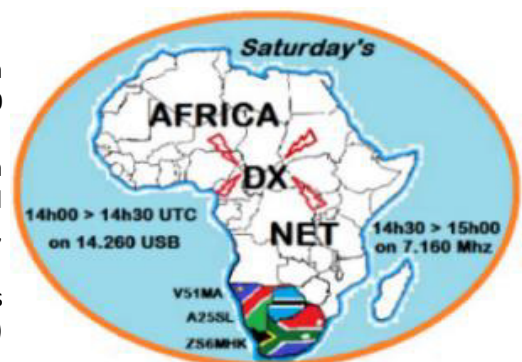 Saturday's
AFRICA
DX
NET
14h00 > 14h30 UTC
on 14.260 USB
14h30 > 15h00
on 7.160 Mhz
V51MA
A25SL
ZS6MHK